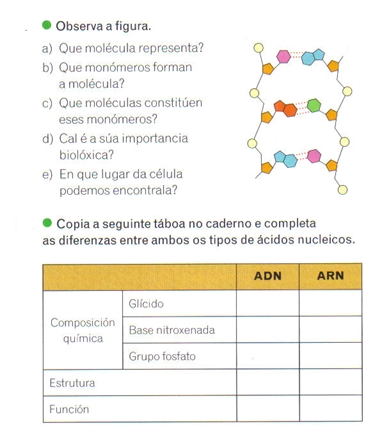 Observa a figura.
a) Que molécula representa?
b) Que monómeros forman
a molécula?
c) Que moléculas constitúen
eses monómeros?
d) Cal é a súa importancia
biolóxica?
e) En que lugar da célula
podemos encontrala?
Copia a seguinte táboa no caderno e completa
as diferenzas entre ambos os tipos de ácidos nucleicos.
ADN ARN
Composición
química
Glícido
Base nitroxenada
Grupo fosfato
Estrutura
Función